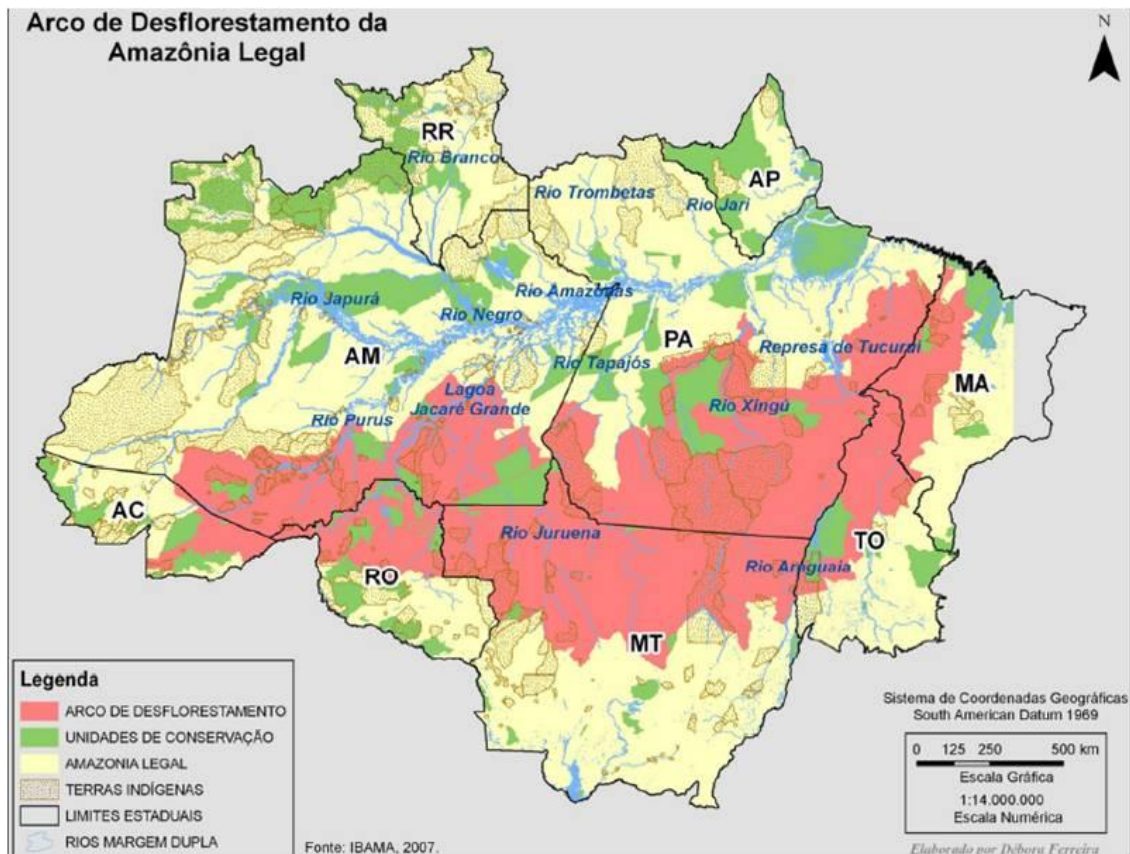 Arco de Desflorestamento da
Amazônia Legal
N
RR
Rio Branco
AP
Rio Trombetas
Rio Jari
Rio Japurá
Rio Amazonas
Rio Negro
AM
PA
Rio Tapajós
Represa de Tucuruí
MA
Lagoa
Jacaré Grande
Rio Xingú
Rio Purus
AC
Rio Juruena
TO
RO
Rio Araguaia
MT
Legenda
ARCO DE DESFLORESTAMENTO
UNIDADES DE CONSERVAÇÃO
AMAZONIA LEGAL
TERRAS INDÍGENAS
LIMITES ESTADUAIS
RIOS MARGEM DUPLA
Fonte: IBAMA, 2007.
Sistema de Coordenadas Geográficas
South American Datum 1969
0 125 250 500 km
Escala Gráfica
1:14.000.000
Escala Numérica
Elaborado por Débora Ferreira